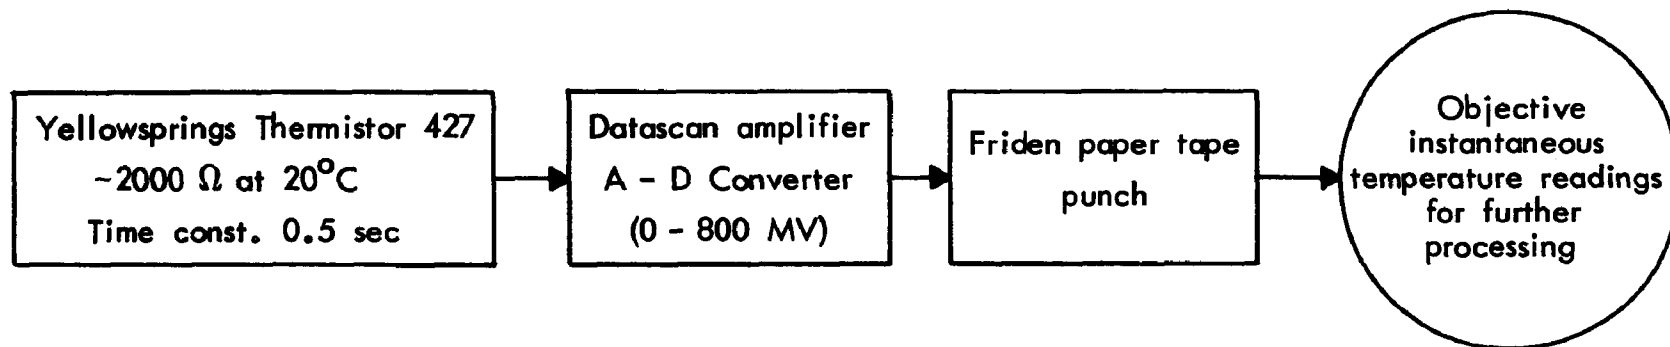 Yellowsprings Thermistor 427
~2000 Ω at 20°C
Time const. 0.5 sec
Datascan amplifier
A - D Converter
(0 - 800 MV)
Friden paper tape
punch
Objective
instantaneous
temperature readings
for further
processing